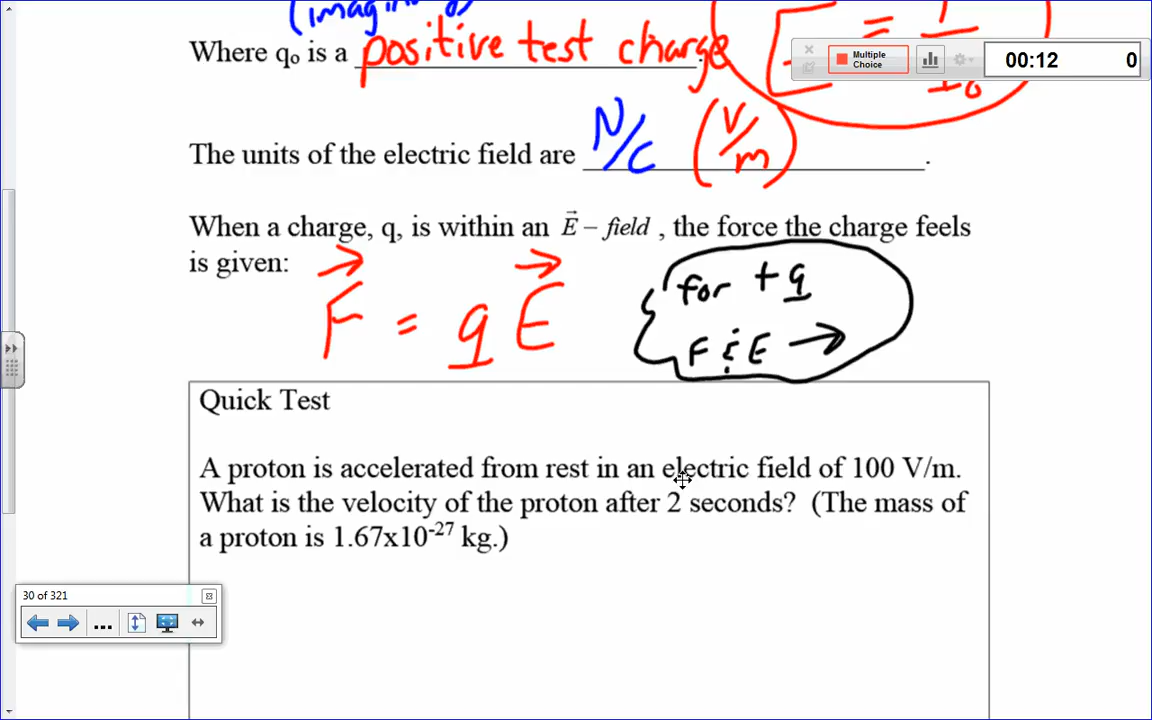 (imaginary)
Where q₀ is a positive test charge.
= 1
Multiple Choice
00:12 0
The units of the electric field are N/C (V/m).
When a charge, q, is within an E⃗ – field, the force the charge feels
is given:
F⃗ = q E⃗
for + q
F & E →
Quick Test
A proton is accelerated from rest in an electric field of 100 V/m.
What is the velocity of the proton after 2 seconds? (The mass of
a proton is 1.67x10⁻²⁷ kg.)
30 of 321
...